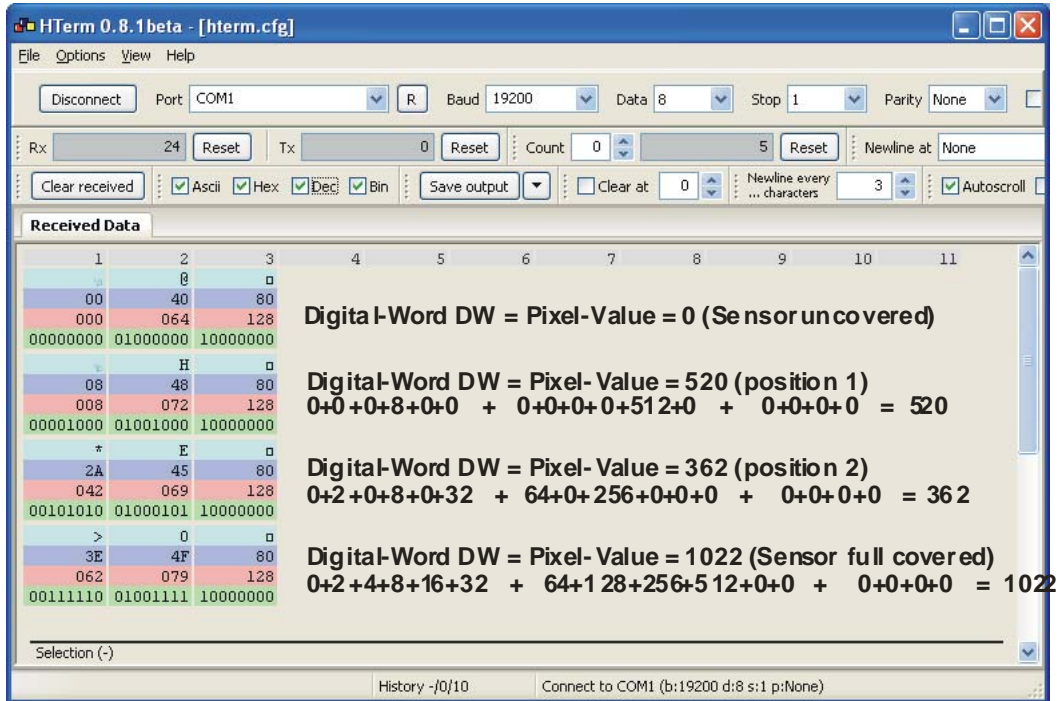 HTerm 0.8.1beta - [hterm.cfg]
File Options View Help
Disconnect Port COM1 R Baud 19200 Data 8 Stop 1 Parity None
Rx 24 Reset Tx 0 Reset Count 0 5 Reset Newline at None
Clear received Ascii Hex Dec Bin Save output Clear at 0 Newline every ... characters 3 Autoscroll
Received Data
1 2 3 4 5 6 7 8 9 10 11
@
00 40 80
000 064 128
00000000 01000000 10000000
Digital-Word DW = Pixel-Value = 0 (Sensor uncovered)
H
08 48 80
008 072 128
00001000 01001000 10000000
Digital-Word DW = Pixel-Value = 520 (position 1)
0+0+0+8+0+0 + 0+0+0+0+512+0 + 0+0+0+0 = 520
* E
2A 45 80
042 069 128
00101010 01000101 10000000
Digital-Word DW = Pixel-Value = 362 (position 2)
0+2+0+8+0+32 + 64+0+256+0+0+0 + 0+0+0+0 = 362
> O
3E 4F 80
062 079 128
00111110 01001111 10000000
Digital-Word DW = Pixel-Value = 1022 (Sensor full covered)
0+2+4+8+16+32 + 64+128+256+512+0+0 + 0+0+0+0 = 1022
Selection (-)
History -/0/10 Connect to COM1 (b:19200 d:8 s:1 p:None)